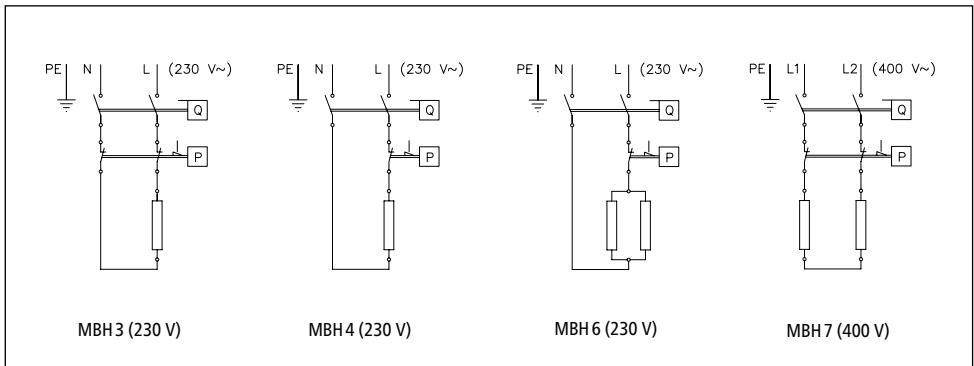 PE N L (230 V~) PE N L (230 V~) PE N L (230 V~) PE L1 L2 (400 V~)
Q Q Q Q
P P P P
MBH 3 (230 V) MBH 4 (230 V) MBH 6 (230 V) MBH 7 (400 V)